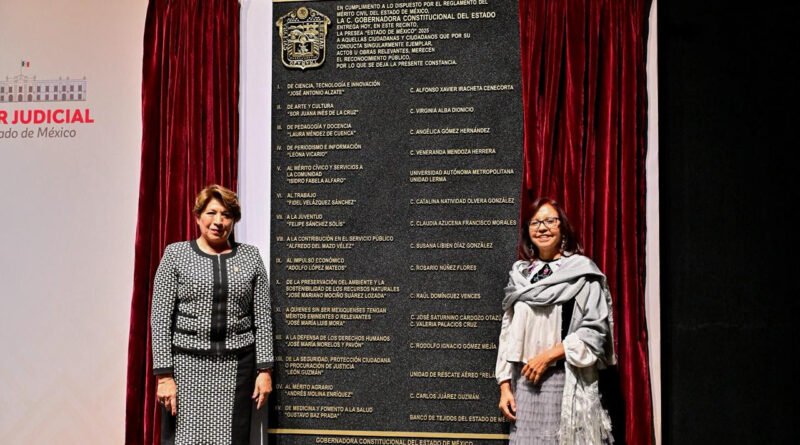 R JUDICIAL
stado de México
EN CUMPLIMIENTO A LO DISPUESTO POR EL REGLAMENTO DEL
MÉRITO CIVIL DEL ESTADO DE MÉXICO,
LA C. GOBERNADORA CONSTITUCIONAL DEL ESTADO
ENTREGA HOY, EN ESTE RECINTO,
LA PRESEA "ESTADO DE MÉXICO" 2025
A AQUELLAS CIUDADANAS Y CIUDADANOS QUE POR SU
CONDUCTA SINGULARMENTE EJEMPLAR,
ACTOS U OBRAS RELEVANTES, MERECEN
EL RECONOCIMIENTO PÚBLICO,
POR LO QUE SE DEJA LA PRESENTE CONSTANCIA.
I. DE CIENCIA, TECNOLOGÍA E INNOVACIÓN
"JOSÉ ANTONIO ALZATE"
C. ALFONSO XAVIER IRACHETA CENECORTA
II. DE ARTE Y CULTURA
"SOR JUANA INÉS DE LA CRUZ"
C. VIRGINIA ALBA DIONICIO
III. DE PEDAGOGÍA Y DOCENCIA
"LAURA MÉNDEZ DE CUENCA"
C. ANGÉLICA GÓMEZ HERNÁNDEZ
IV. DE PERIODISMO E INFORMACIÓN
"LEONA VICARIO"
C. VENERANDA MENDOZA HERRERA
V. AL MÉRITO CÍVICO Y SERVICIOS A
LA COMUNIDAD
"ISIDRO FABELA ALFARO"
UNIVERSIDAD AUTÓNOMA METROPOLITANA
UNIDAD LERMA
VI. AL TRABAJO
"FIDEL VELÁZQUEZ SÁNCHEZ"
C. CATALINA NATIVIDAD OLVERA GONZÁLEZ
VII. A LA JUVENTUD
"FELIPE SÁNCHEZ SOLÍS"
C. CLAUDIA AZUCENA FRANCISCO MORALES
VIII. A LA CONTRIBUCIÓN EN EL SERVICIO PÚBLICO
"ALFREDO DEL MAZO VÉLEZ"
C. SUSANA LIBIEN DÍAZ GONZÁLEZ
IX. AL IMPULSO ECONÓMICO
"ADOLFO LÓPEZ MATEOS"
C. ROSARIO NÚÑEZ FLORES
X. DE LA PRESERVACIÓN DEL AMBIENTE Y LA
SOSTENIBILIDAD DE LOS RECURSOS NATURALES
"JOSÉ MARIANO MOCIÑO SUÁREZ LOZADA"
C. RAÚL DOMÍNGUEZ VENCES
XI. A QUIENES SIN SER MEXIQUENSES TENGAN
MÉRITOS EMINENTES O RELEVANTES
"JOSÉ MARÍA LUIS MORA"
C. JOSÉ SATURNINO CARDOZO OTAZÚ
C. VALERIA PALACIOS CRUZ
A LA DEFENSA DE LOS DERECHOS HUMANOS
"JOSÉ MARÍA MORELOS Y PAVÓN"
C. RODOLFO IGNACIO GÓMEZ MEJÍA
DE LA SEGURIDAD, PROTECCIÓN CIUDADANA
O PROCURACIÓN DE JUSTICIA
"LEÓN GUZMÁN"
UNIDAD DE RESCATE AÉREO
AL MÉRITO AGRARIO
"ANDRÉS MOLINA ENRÍQUEZ"
C. CARLOS JUÁREZ GUZMÁN
DE MEDICINA Y FOMENTO A LA SALUD
"GUSTAVO BAZ PRADA"
BANCO DE TEJIDOS DEL ESTADO DE
GOBERNADORA CONSTITUCIONAL DEL ESTADO DE MÉXICO